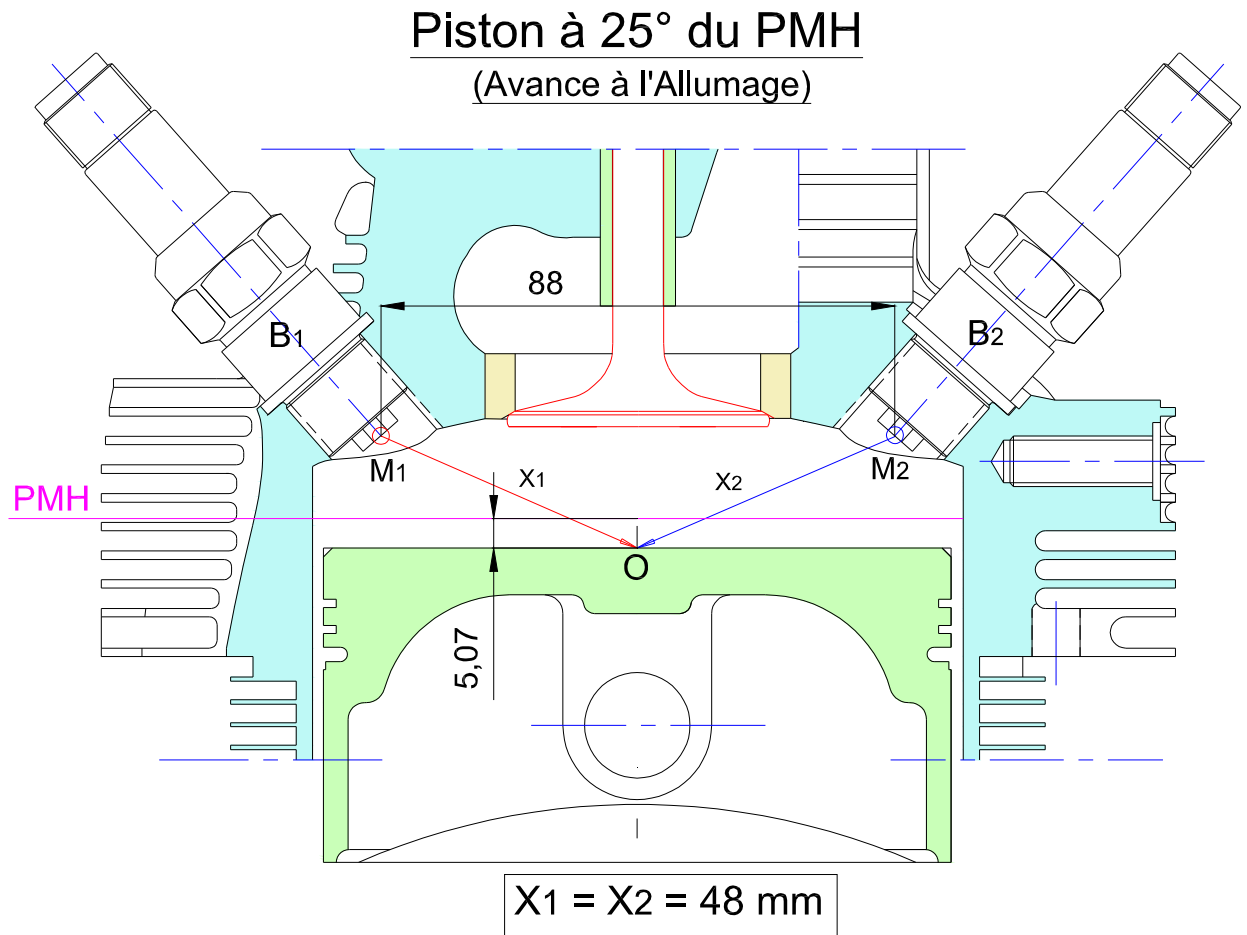 Piston à 25° du PMH
(Avance à l'Allumage)
88
B1
B2
M1
M2
X1
X2
PMH
O
5,07
X1 = X2 = 48 mm